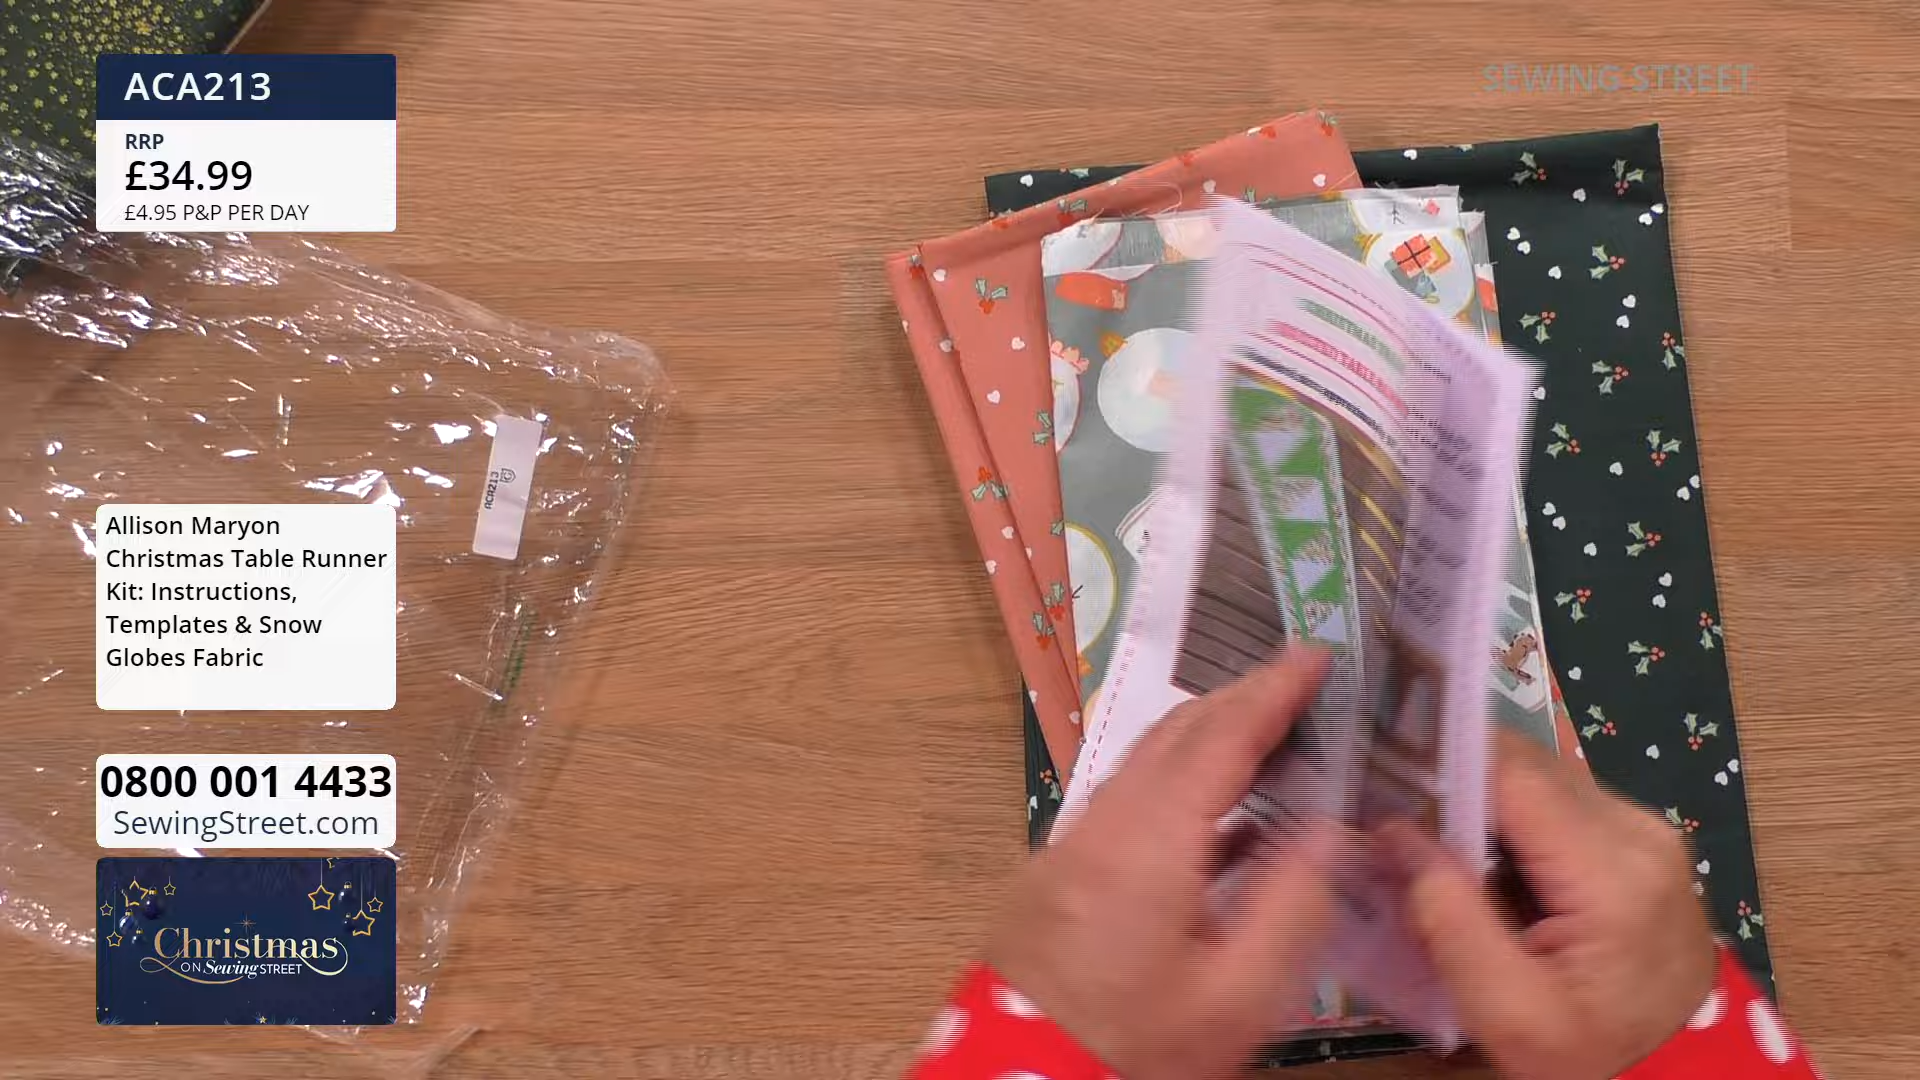 ACA213
RRP
£34.99
£4.95 P&P PER DAY
SEWING STREET
ACA213
Allison Maryon
Christmas Table Runner
Kit: Instructions,
Templates & Snow
Globes Fabric
0800 001 4433
SewingStreet.com
Christmas
ON Sewing STREET